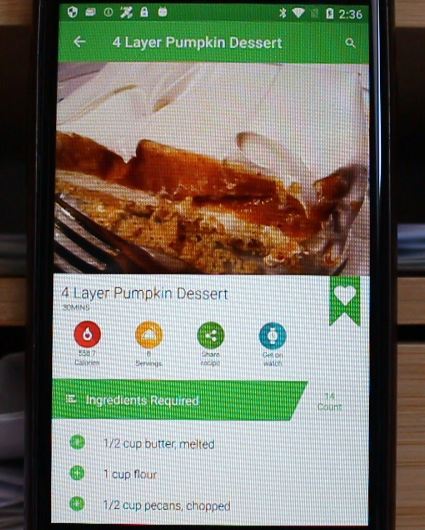 2:36
4 Layer Pumpkin Dessert
4 Layer Pumpkin Dessert
30MINS
558.7 Calories
8 Servings
Share recipe
Get on watch
Ingredients Required
14 Count
1/2 cup butter, melted
1 cup flour
1/2 cup pecans, chopped